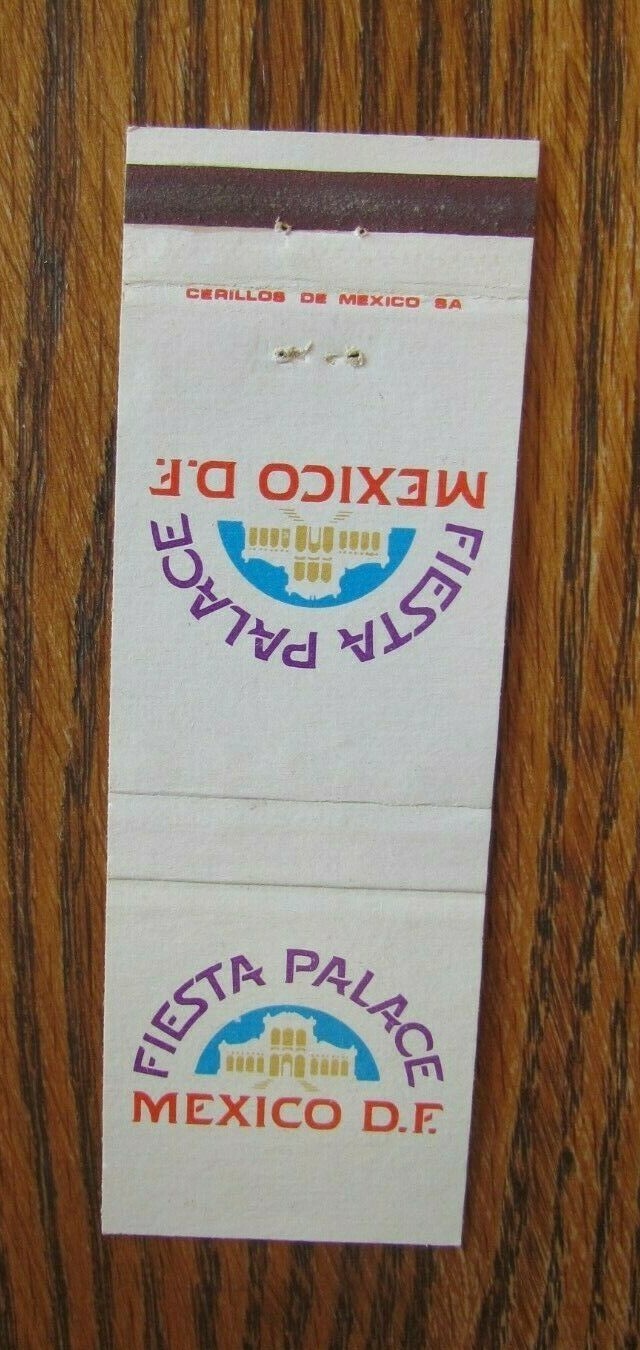 CERILLOS DE MEXICO SA
MEXICO D.F.
FIESTA PALACE
FIESTA PALACE
MEXICO D.F.